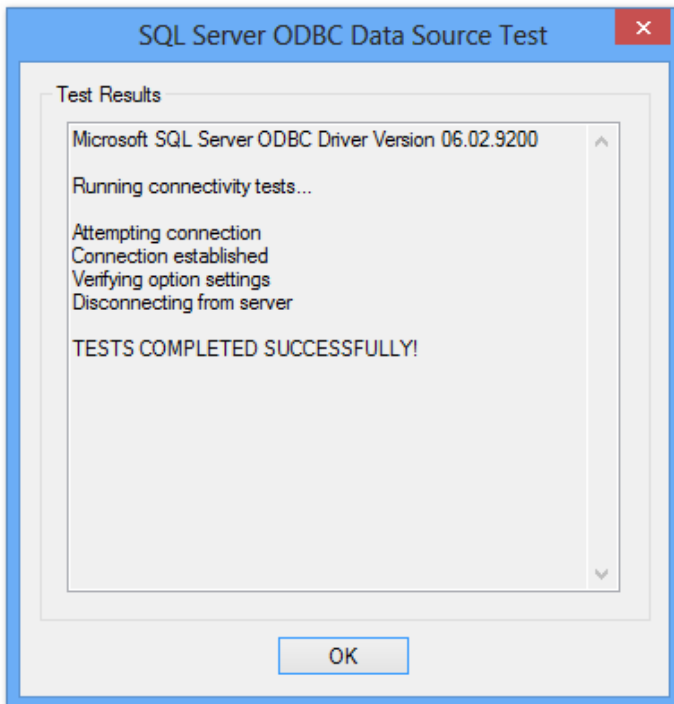 SQL Server ODBC Data Source Test
Test Results
Microsoft SQL Server ODBC Driver Version 06.02.9200
Running connectivity tests...
Attempting connection
Connection established
Verifying option settings
Disconnecting from server
TESTS COMPLETED SUCCESSFULLY!
OK